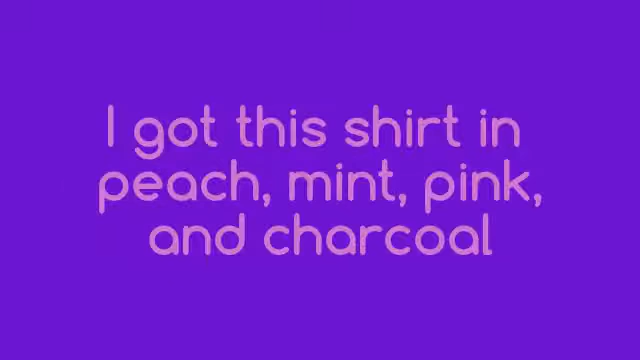 I got this shirt in
peach, mint, pink,
and charcoal